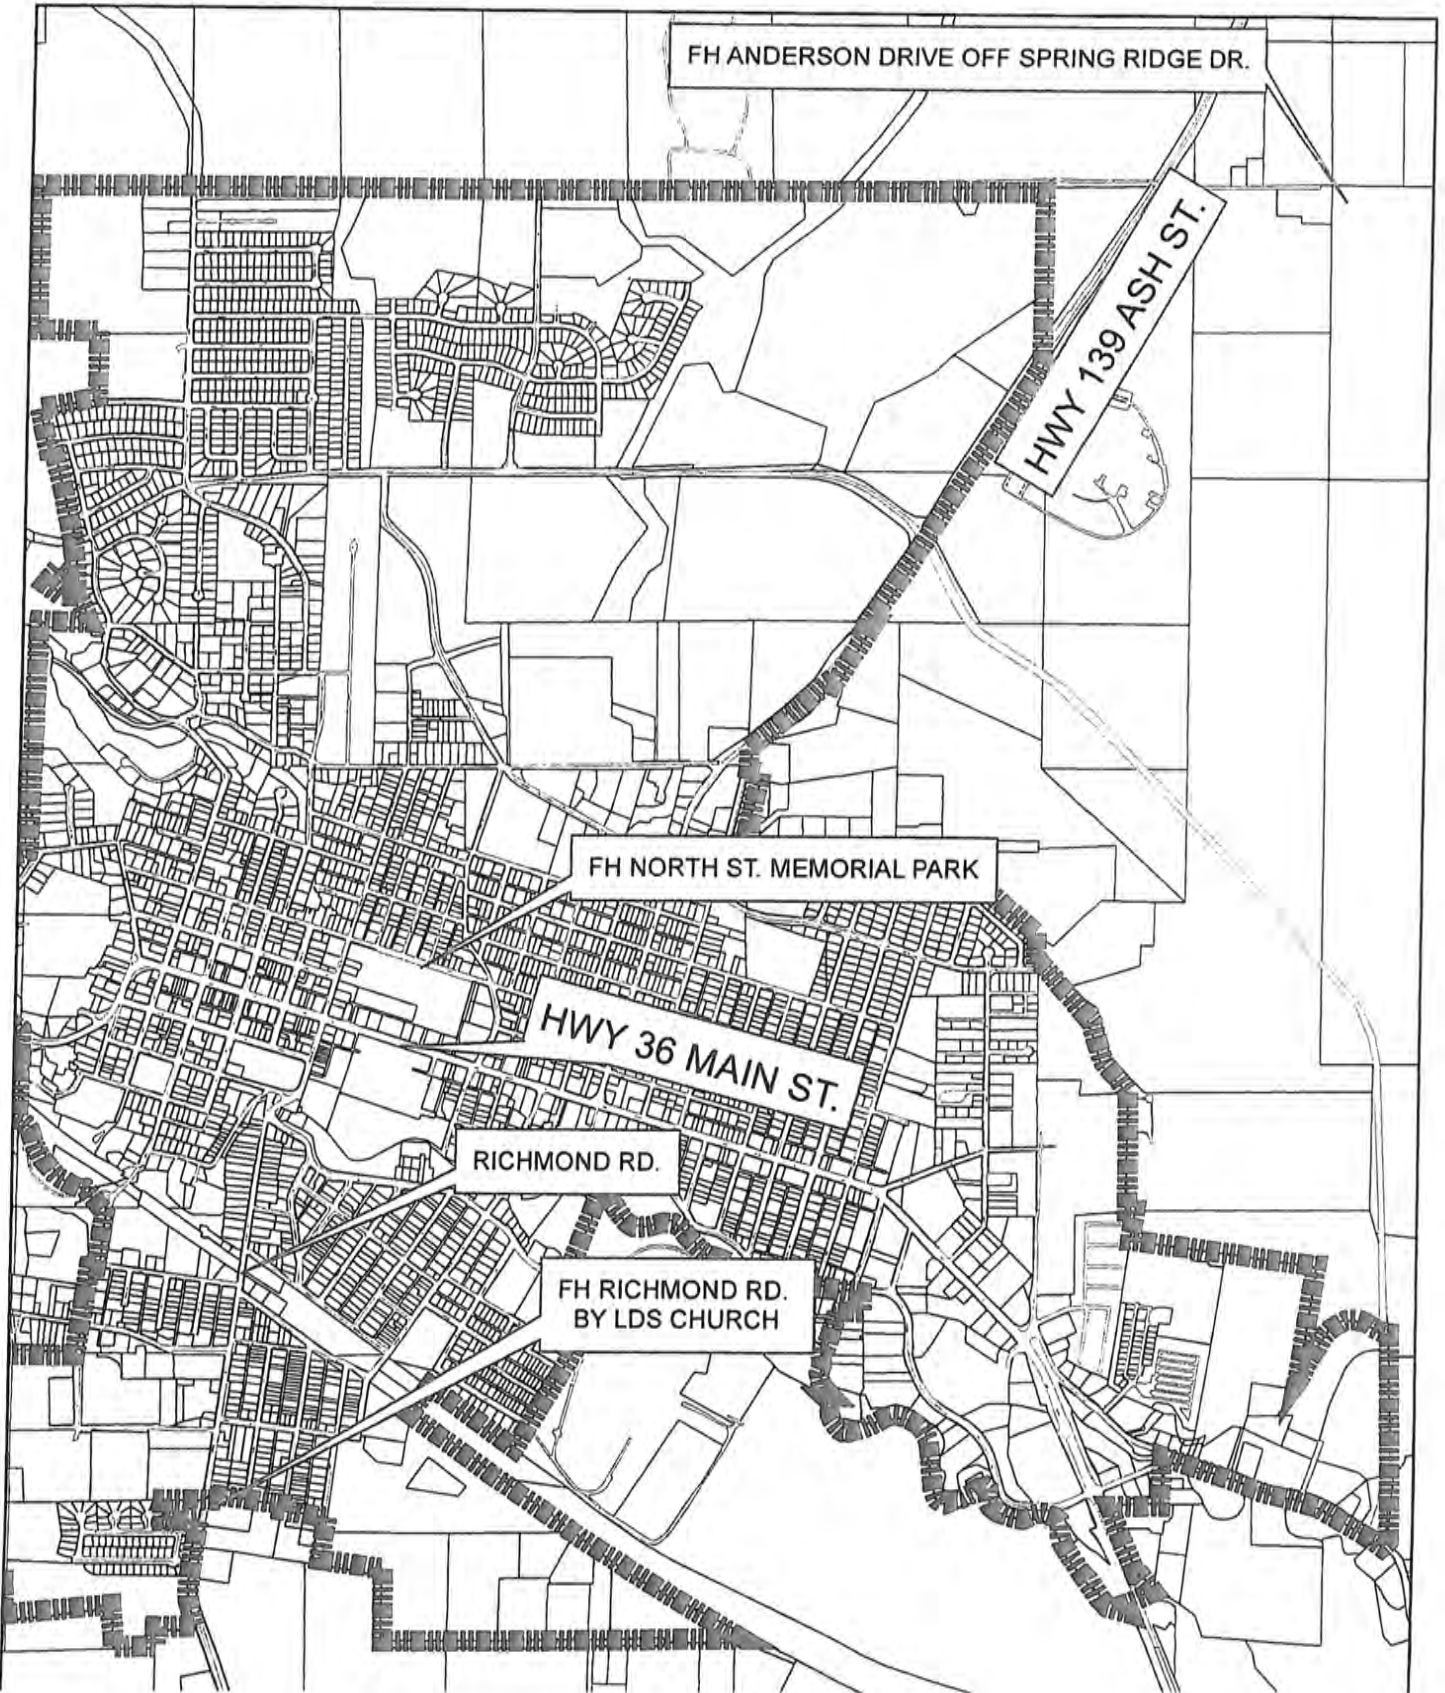 FH ANDERSON DRIVE OFF SPRING RIDGE DR.
HWY 139 ASH ST.
FH NORTH ST. MEMORIAL PARK
HWY 36 MAIN ST.
RICHMOND RD.
FH RICHMOND RD.
BY LDS CHURCH